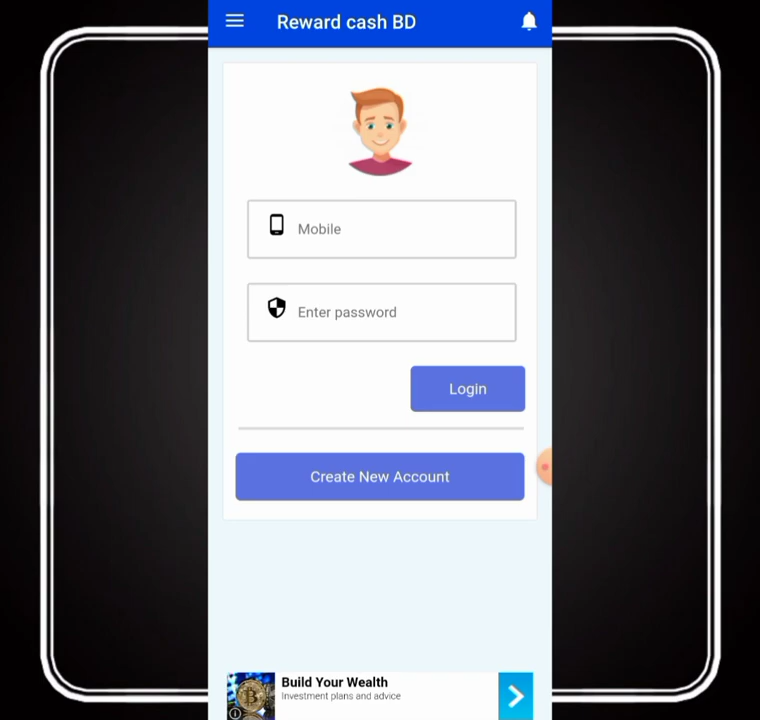 Reward cash BD
Mobile
Enter password
Login
Create New Account
Build Your Wealth
Investment plans and advice